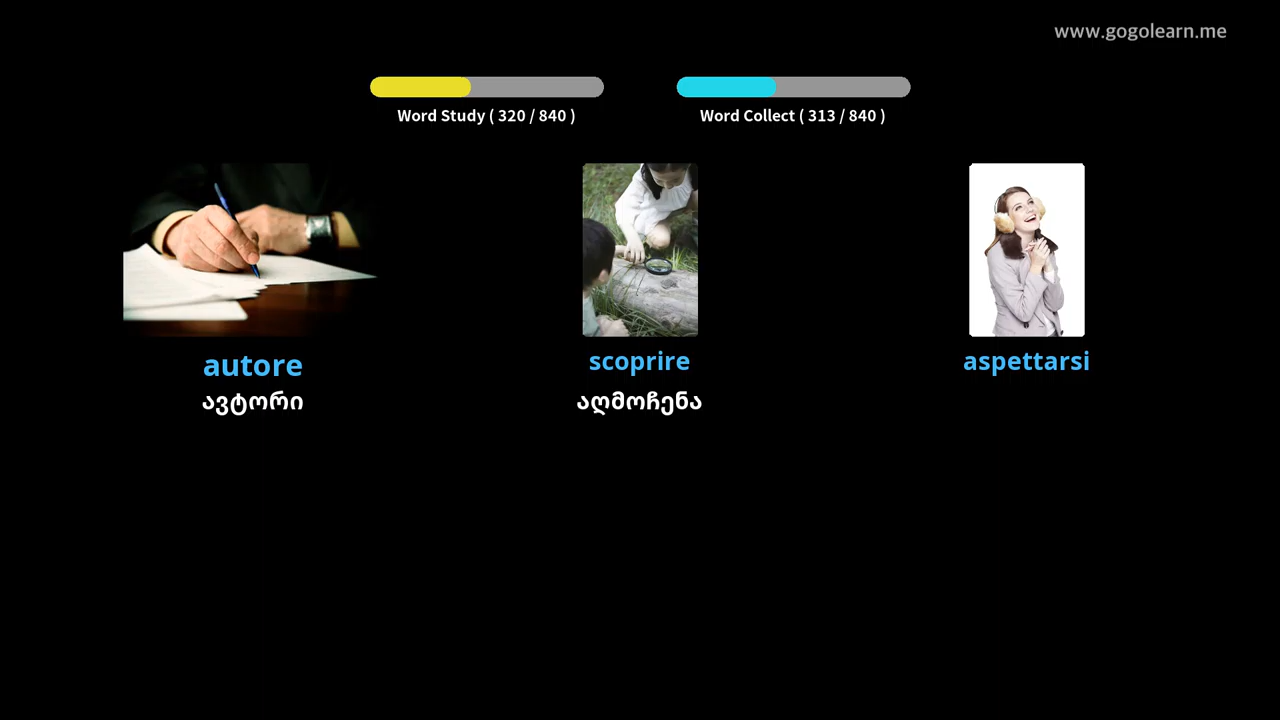 www.gogolearn.me
Word Study ( 320 / 840 )
Word Collect ( 313 / 840 )
autore
scoprire
aspettarsi
ავტორი
აღმოჩენა